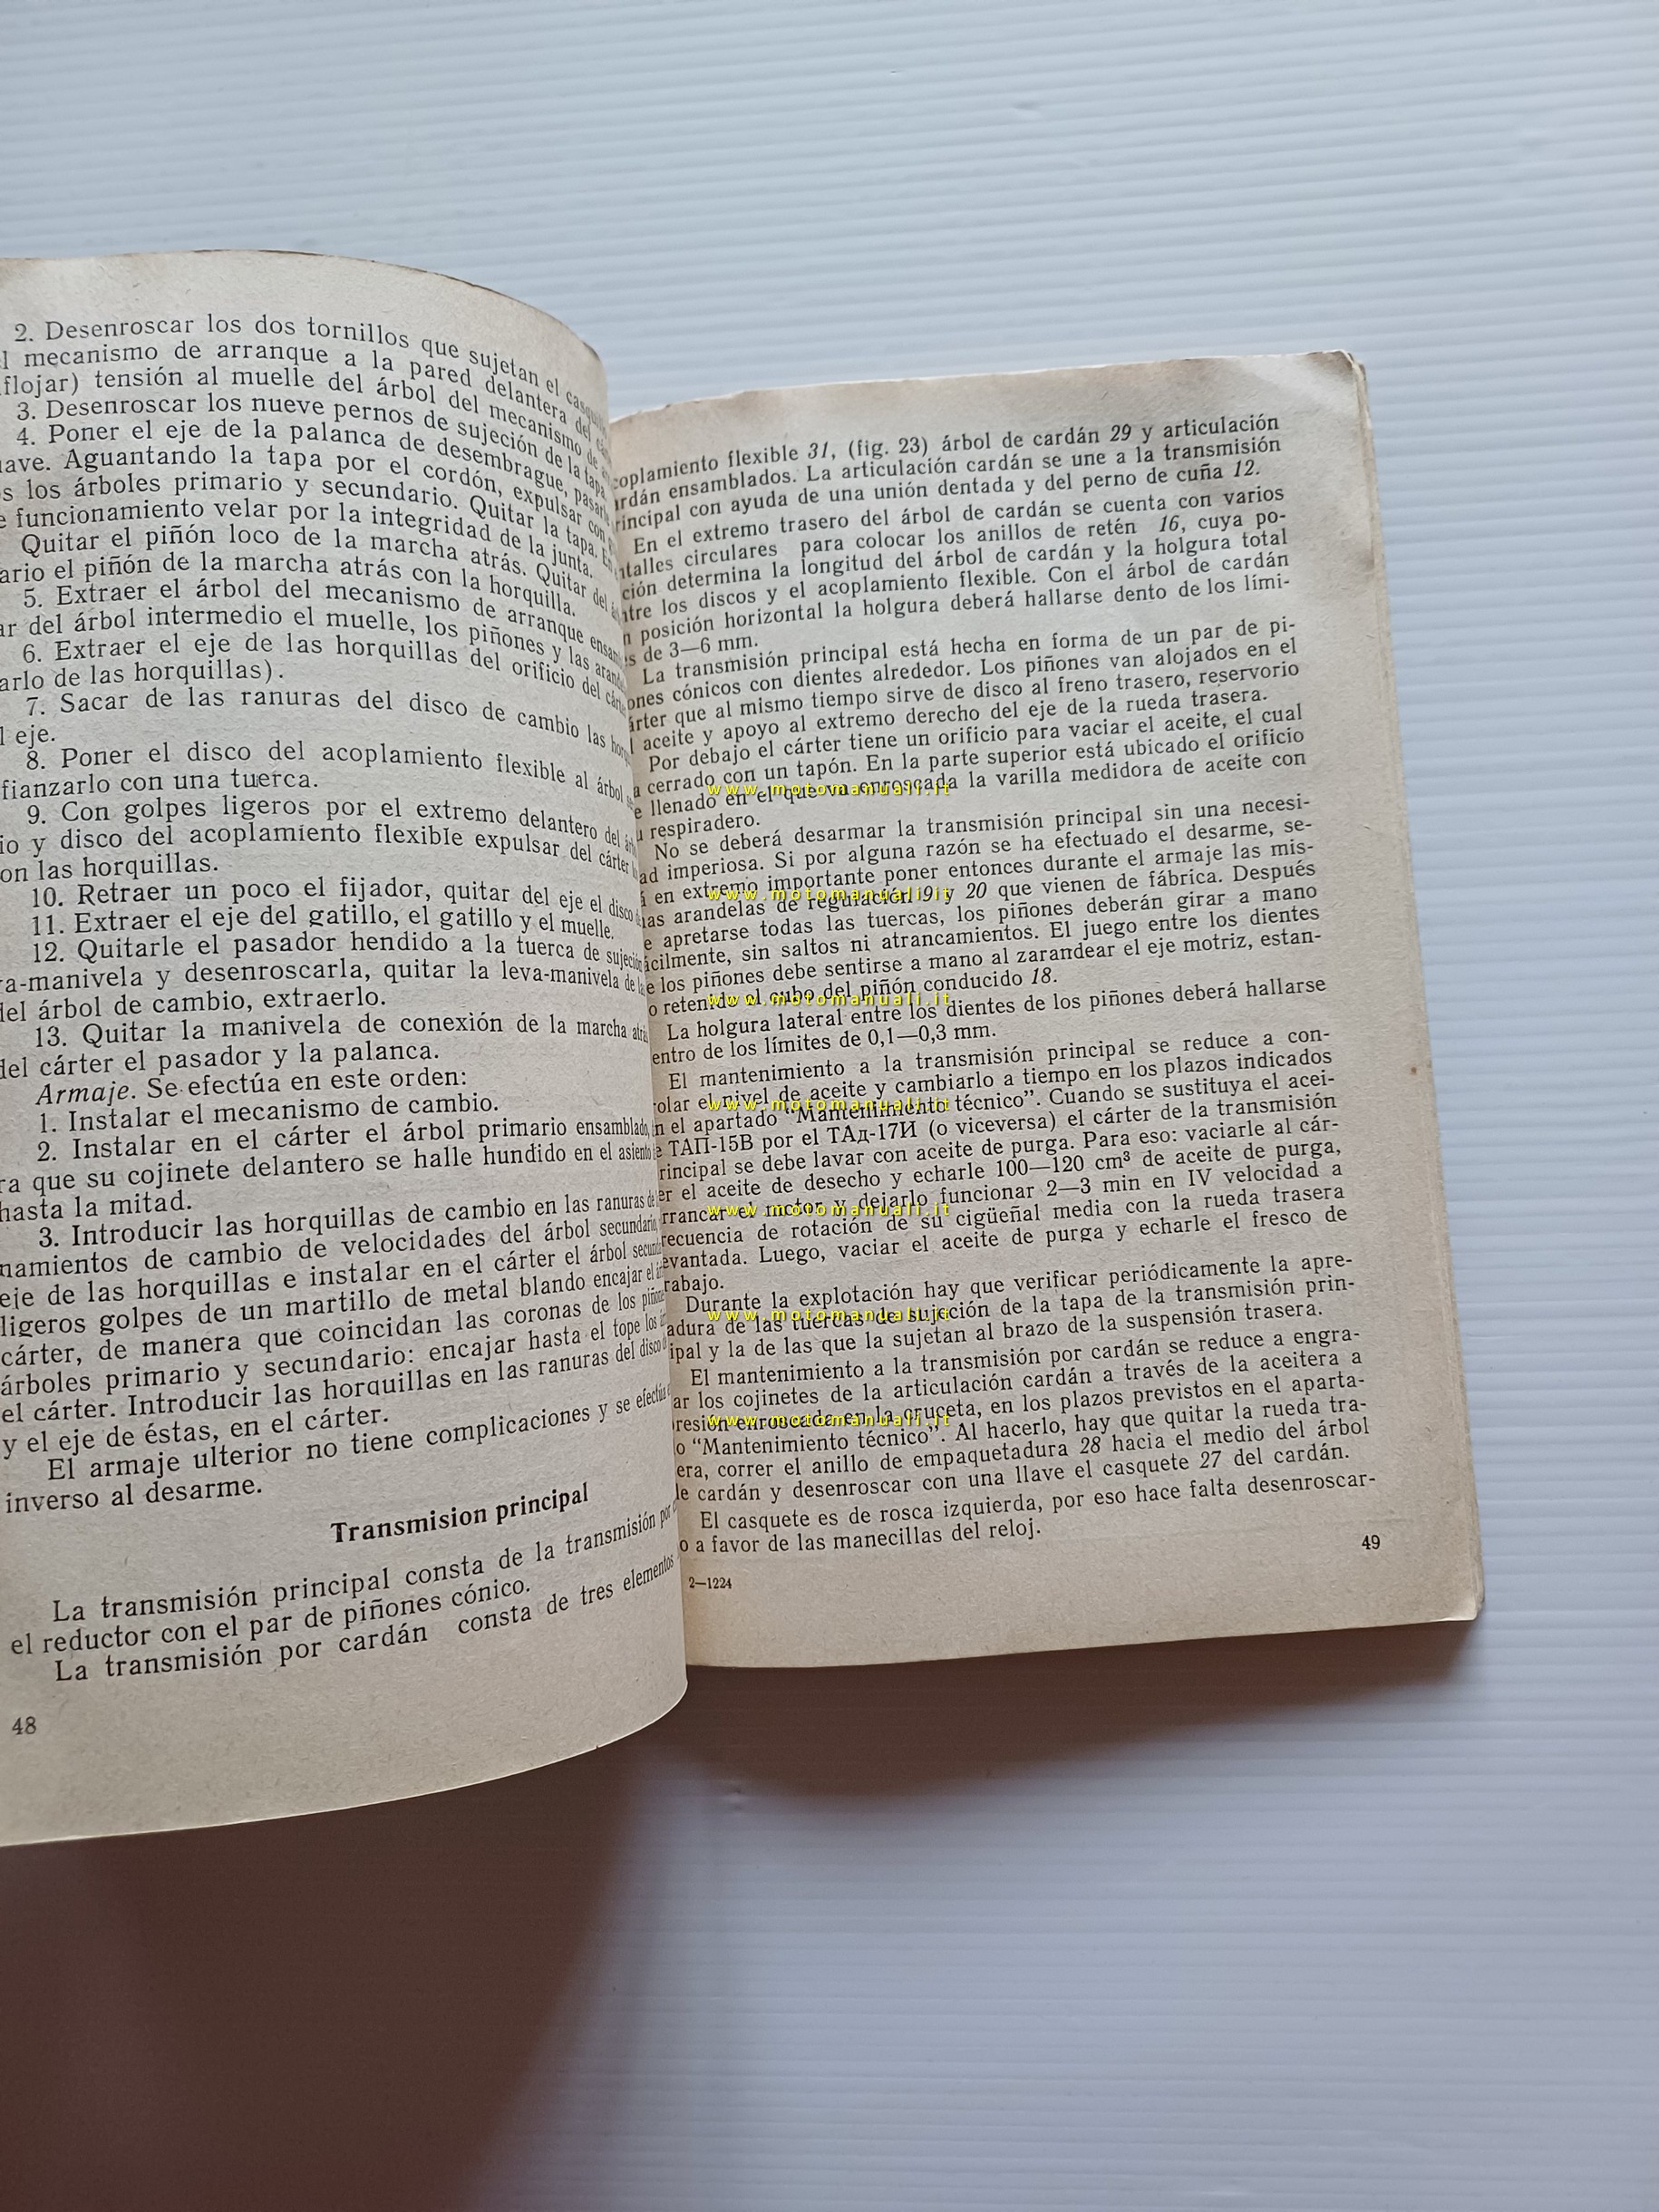 2. Desenroscar los dos tornillos que sujetan el
mecanismo de arranque a la pared delantera del
flojar) tensión al muelle del árbol del mecanismo de
3. Desenroscar los nueve pernos de sujeción de la tapa.
4. Poner el eje de la palanca de desembrague, pasarle
ave. Aguantando la tapa por el cordón, expulsar con
s los árboles primario y secundario. Quitar la tapa. En
e funcionamiento velar por la integridad de la junta.
Quitar el piñón loco de la marcha atrás. Quitar del
ario el piñón de la marcha atrás con la horquilla.
5. Extraer el árbol del mecanismo de arranque
ar del árbol intermedio el muelle, los piñones y las
6. Extraer el eje de las horquillas del orificio del
arlo de las horquillas).
7. Sacar de las ranuras del disco de cambio las
l eje.
8. Poner el disco del acoplamiento flexible al árbol
fianzarlo con una tuerca.
9. Con golpes ligeros por el extremo delantero del
io y disco del acoplamiento flexible expulsar del cárter
on las horquillas.
10. Retraer un poco el fijador, quitar del eje el disco
11. Extraer el eje del gatillo, el gatillo y el muelle.
12. Quitarle el pasador hendido a la tuerca de sujeción
a-manivela y desenroscarla, quitar la leva-manivela de
del árbol de cambio, extraerlo.
13. Quitar la manivela de conexión de la marcha
del cárter el pasador y la palanca.
Armaje. Se efectúa en este orden:
1. Instalar el mecanismo de cambio.
2. Instalar en el cárter el árbol primario ensamblado,
ra que su cojinete delantero se halle hundido en el asiento
hasta la mitad.
3. Introducir las horquillas de cambio en las ranuras de
namientos de cambio de velocidades del árbol secundario,
eje de las horquillas e instalar en el cárter el árbol
ligeros golpes de un martillo de metal blando encajar el
cárter, de manera que coincidan las coronas de los
árboles primario y secundario: encajar hasta el tope los
el cárter. Introducir las horquillas en las ranuras del disco
y el eje de éstas, en el cárter.
El armaje ulterior no tiene complicaciones y se efectúa
inverso al desarme.
Transmision principal
La transmisión principal consta de la transmisión por
el reductor con el par de piñones cónico.
La transmisión por cardán consta de tres elementos
48
coplamiento flexible 31, (fig. 23) árbol de cardán 29 y articulación
ardán ensamblados. La articulación cardán se une a la transmisión
rincipal con ayuda de una unión dentada y del perno de cuña 12.
En el extremo trasero del árbol de cardán se cuenta con varios
ntalles circulares para colocar los anillos de retén 16, cuya po-
ción determina la longitud del árbol de cardán y la holgura total
ntre los discos y el acoplamiento flexible. Con el árbol de cardán
n posición horizontal la holgura deberá hallarse dento de los lími-
s de 3—6 mm.
La transmisión principal está hecha en forma de un par de pi-
ones cónicos con dientes alrededor. Los piñones van alojados en el
árter que al mismo tiempo sirve de disco al freno trasero, reservorio
l aceite y apoyo al extremo derecho del eje de la rueda trasera.
Por debajo el cárter tiene un orificio para vaciar el aceite, el cual
a cerrado con un tapón. En la parte superior está ubicado el orificio
e llenado en el que va enroscada la varilla medidora de aceite con
u respiradero.
No se deberá desarmar la transmisión principal sin una necesi-
ad imperiosa. Si por alguna razón se ha efectuado el desarme, se-
á en extremo importante poner entonces durante el armaje las mis-
as arandelas de regulación 19 y 20 que vienen de fábrica. Después
e apretarse todas las tuercas, los piñones deberán girar a mano
ácilmente, sin saltos ni atrancamientos. El juego entre los dientes
e los piñones debe sentirse a mano al zarandear el eje motriz, estan-
o retenido el cubo del piñón conducido 18.
La holgura lateral entre los dientes de los piñones deberá hallarse
entro de los límites de 0,1—0,3 mm.
El mantenimiento a la transmisión principal se reduce a con-
rolar el nivel de aceite y cambiarlo a tiempo en los plazos indicados
en el apartado "Mantenimiento técnico". Cuando se sustituya el acei-
e ТАП-15В por el ТАд-17И (o viceversa) el cárter de la transmisión
rincipal se debe lavar con aceite de purga. Para eso: vaciarle al cár-
er el aceite de desecho y echarle 100—120 cm³ de aceite de purga,
rrancar el motor y dejarlo funcionar 2—3 min en IV velocidad a
recuencia de rotación de su cigüeñal media con la rueda trasera
evantada. Luego, vaciar el aceite de purga y echarle el fresco de
rabajo.
Durante la explotación hay que verificar periódicamente la apre-
adura de las tuercas de sujeción de la tapa de la transmisión prin-
ipal y la de las que la sujetan al brazo de la suspensión trasera.
El mantenimiento a la transmisión por cardán se reduce a engra-
ar los cojinetes de la articulación cardán a través de la aceitera a
presión enroscada en la cruceta, en los plazos previstos en el aparta-
o "Mantenimiento técnico". Al hacerlo, hay que quitar la rueda tra-
era, correr el anillo de empaquetadura 28 hacia el medio del árbol
de cardán y desenroscar con una llave el casquete 27 del cardán.
El casquete es de rosca izquierda, por eso hace falta desenroscar-
o a favor de las manecillas del reloj.
2—1224
49
www.motomanuali.it
www.motomanuali.it
www.motomanuali.it
www.motomanuali.it
www.motomanuali.it
www.motomanuali.it
www.motomanuali.it